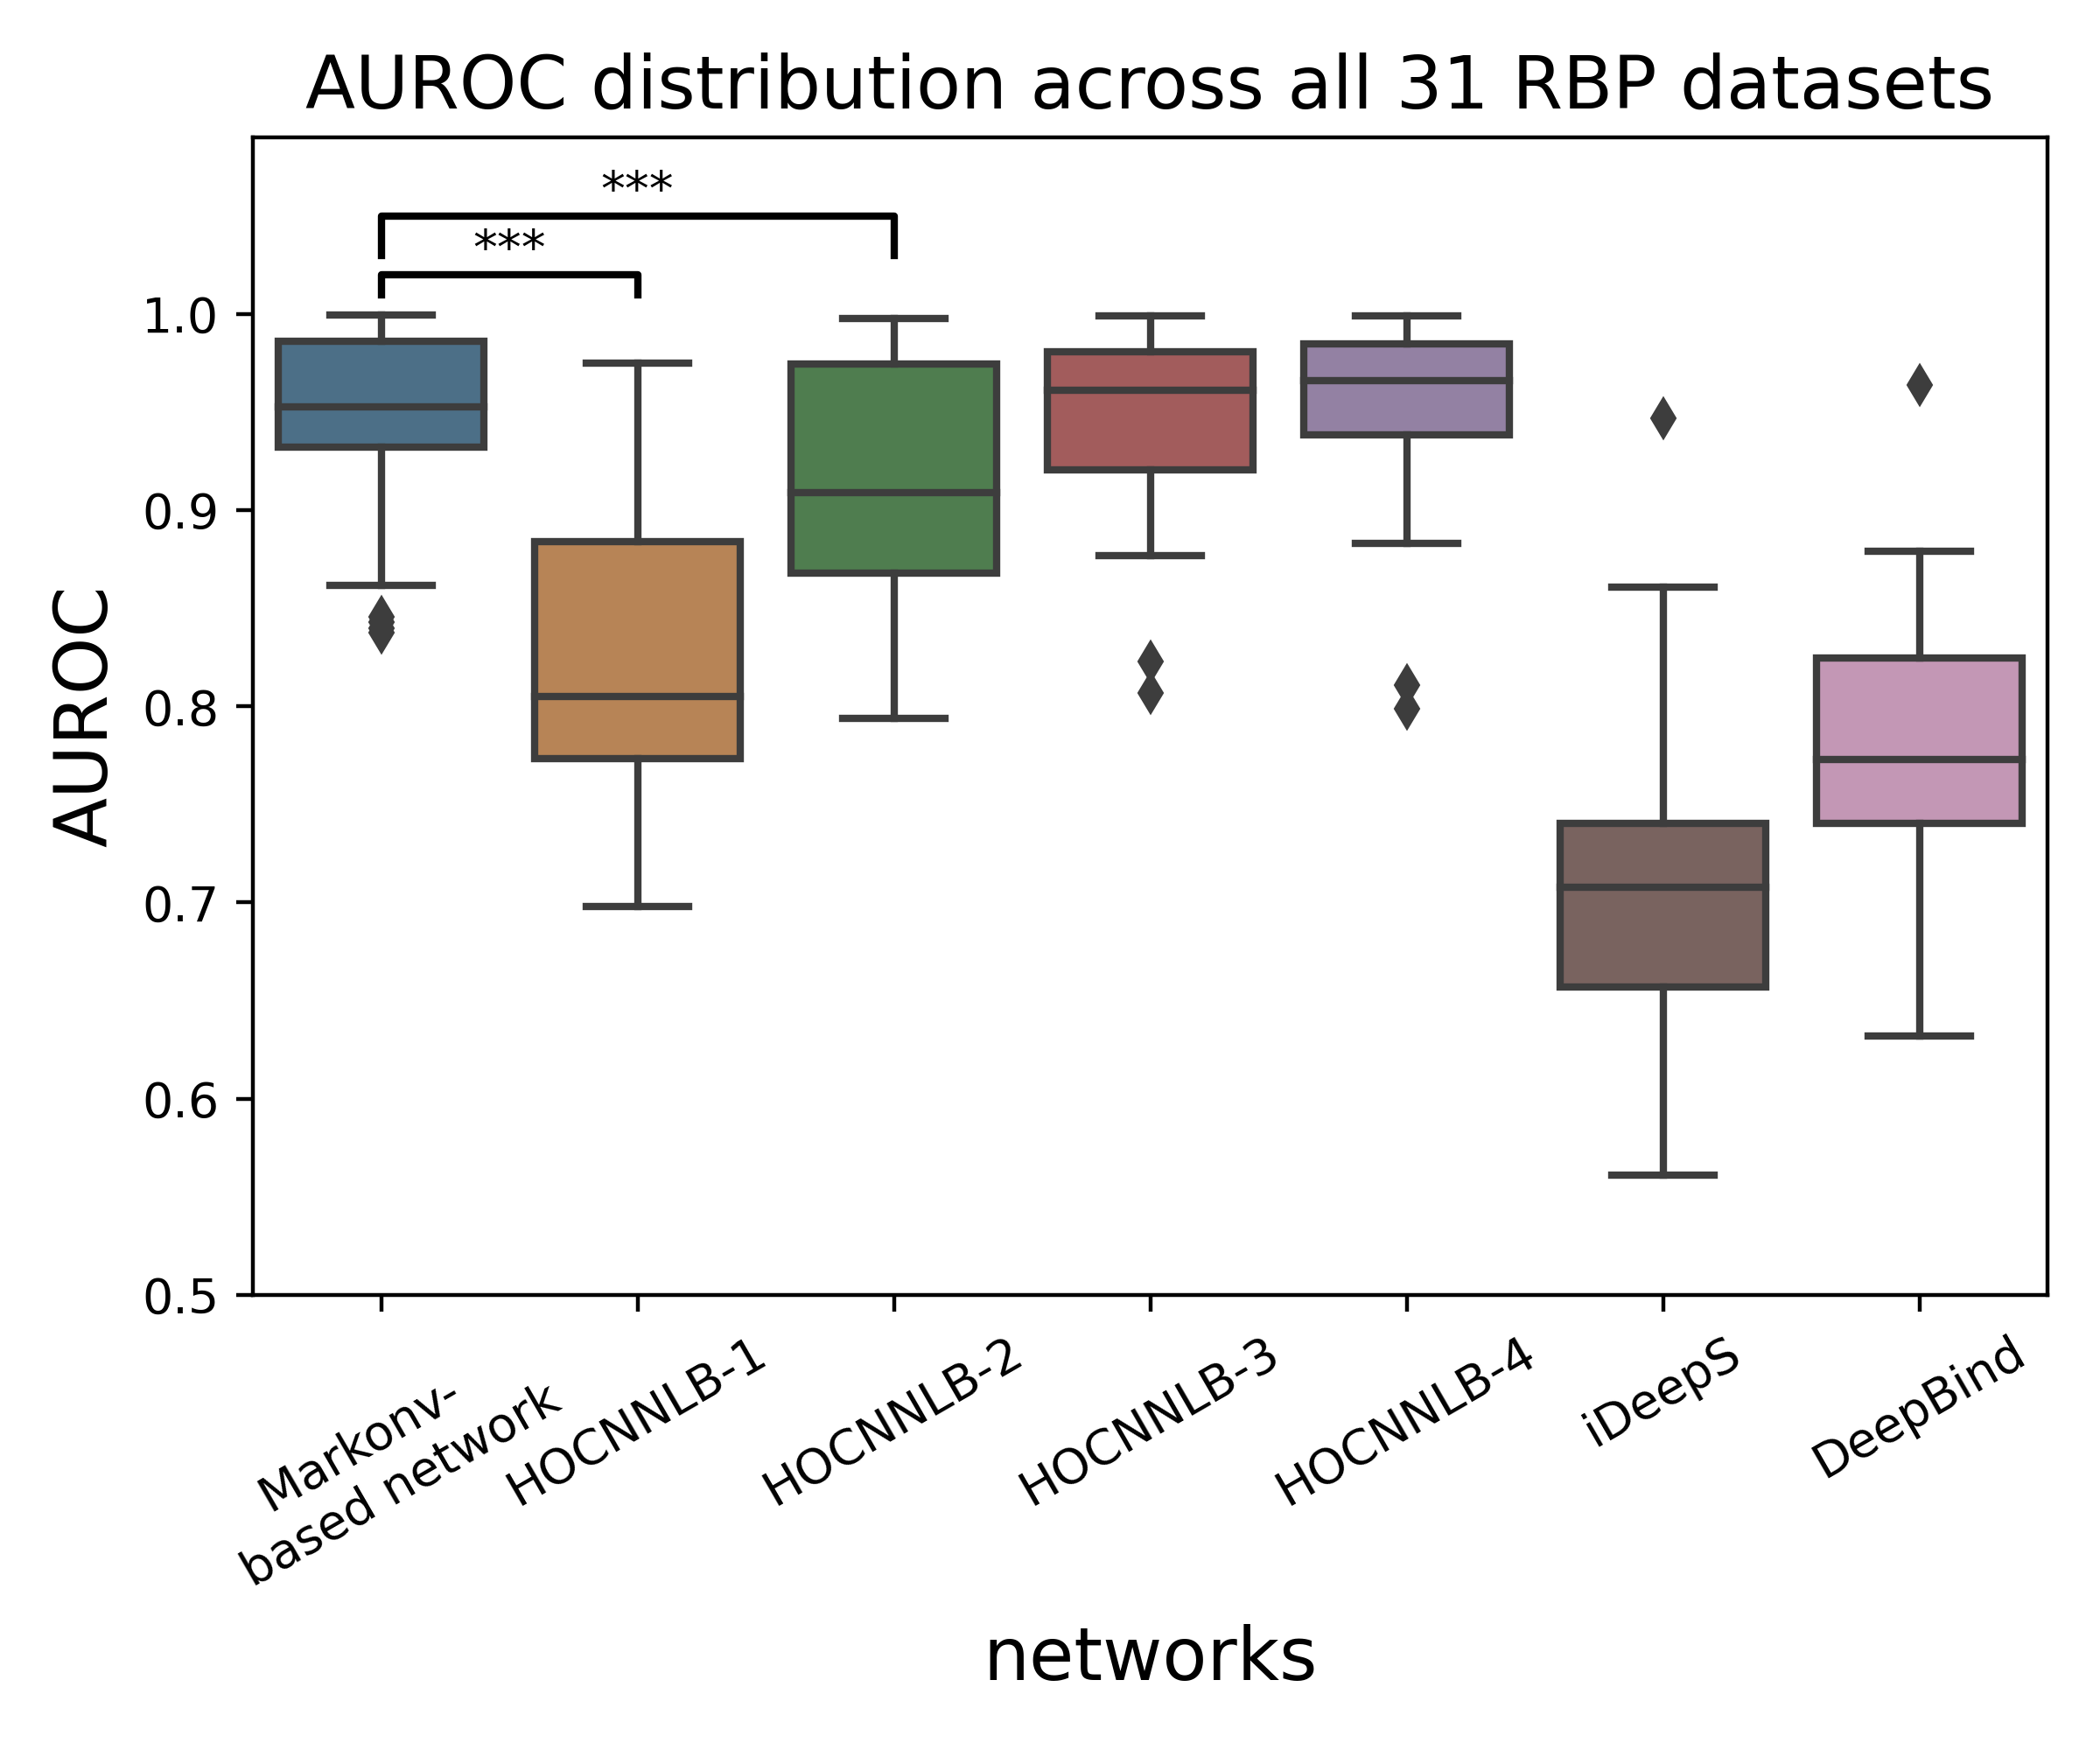 AUROC distribution across all 31 RBP datasets
***
***
AUROC
1.0
0.9
0.8
0.7
0.6
0.5
Markonv-
based network
HOCNNLB-1
HOCNNLB-2
HOCNNLB-3
HOCNNLB-4
iDeepS
DeepBind
networks